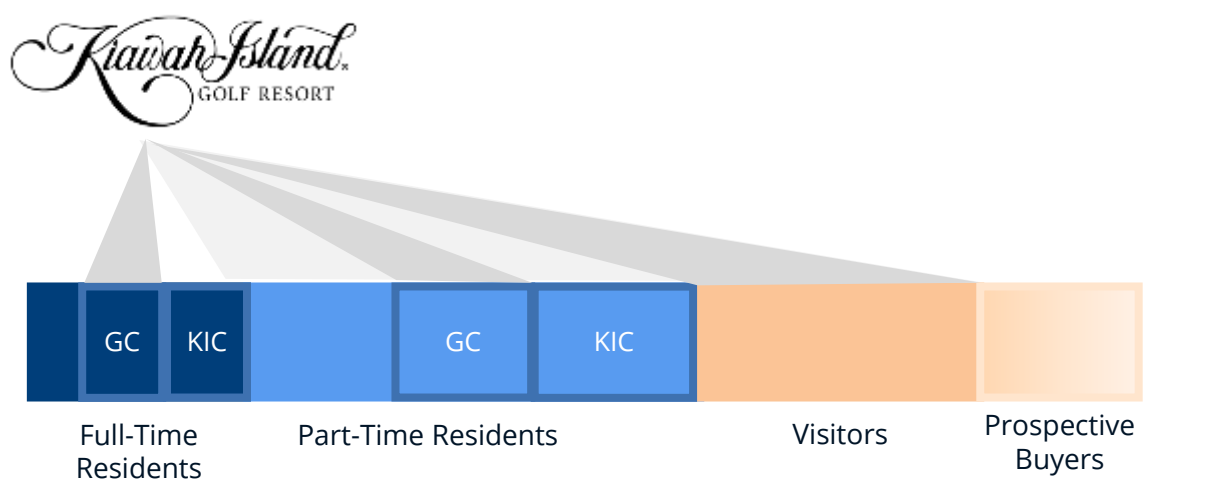 Kiawah Island
GOLF RESORT
GC
KIC
GC
KIC
Full-Time
Residents
Part-Time Residents
Visitors
Prospective
Buyers